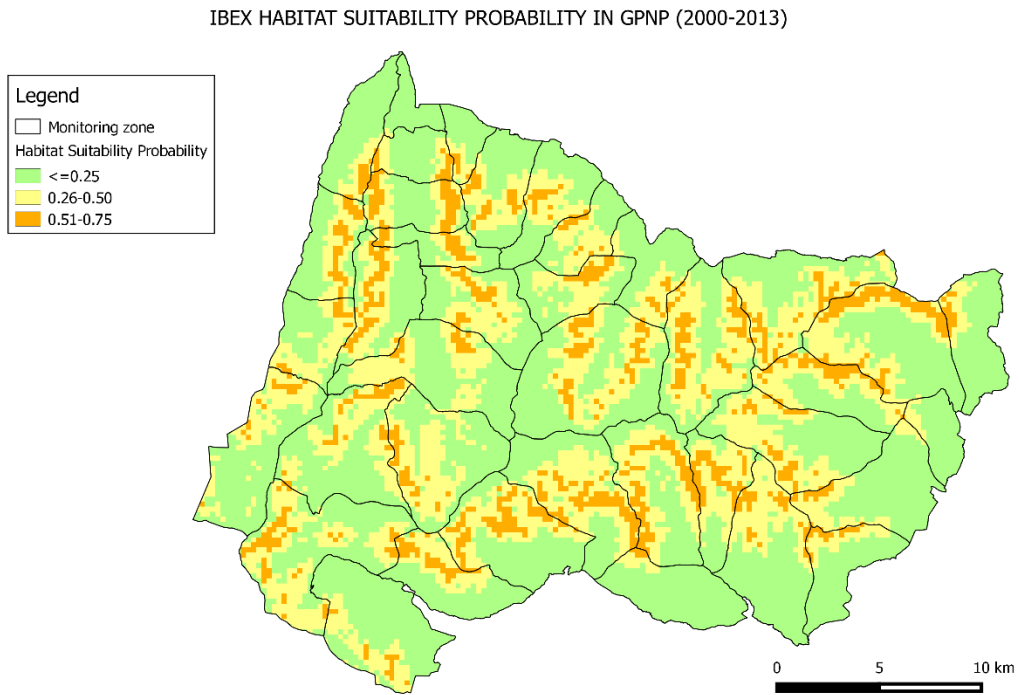 IBEX HABITAT SUITABILITY PROBABILITY IN GPNP (2000-2013)
Legend
Monitoring zone
Habitat Suitability Probability
<=0.25
0.26-0.50
0.51-0.75
0 5 10 km